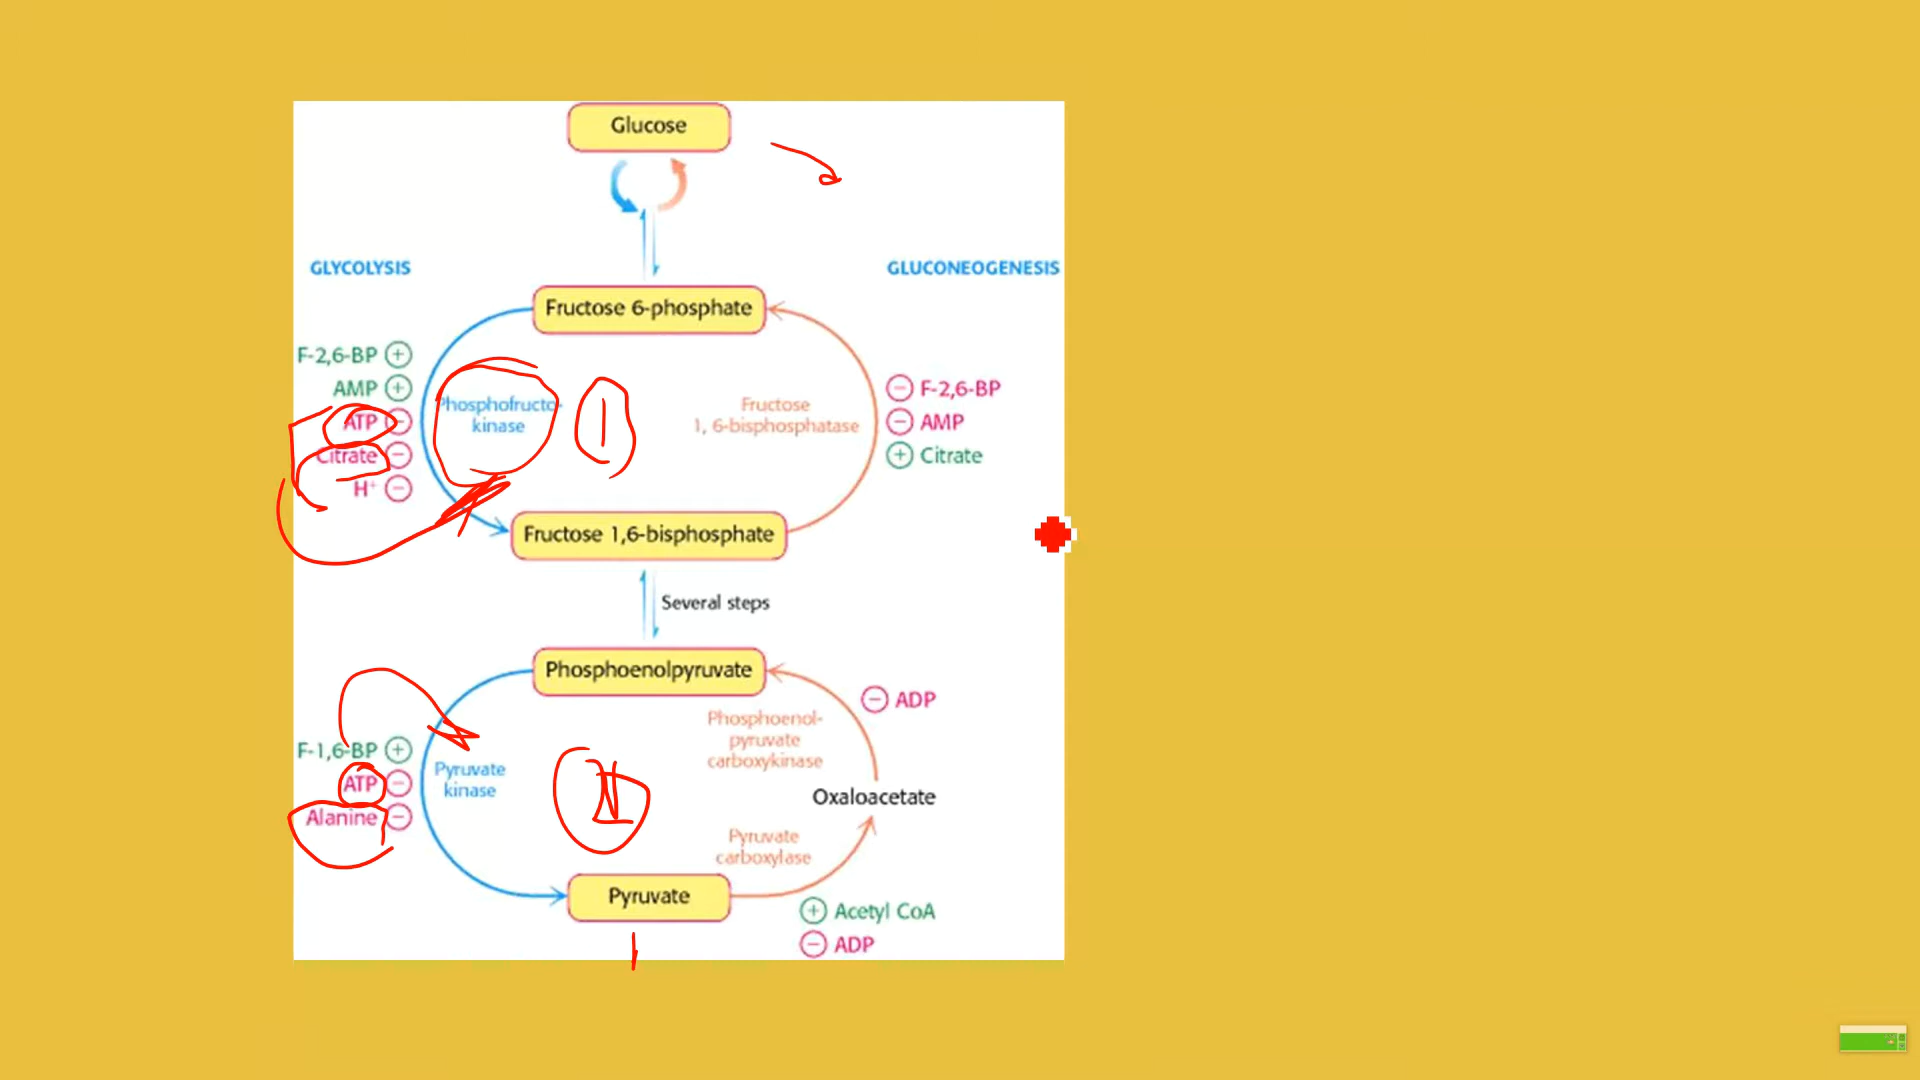 Glucose
GLYCOLYSIS
GLUCONEOGENESIS
Fructose 6-phosphate
F-2,6-BP +
AMP +
ATP −
Citrate −
H+ −
Phosphofructo-
kinase
I
Fructose
1, 6-bisphosphatase
− F-2,6-BP
− AMP
+ Citrate
Fructose 1,6-bisphosphate
Several steps
Phosphoenolpyruvate
− ADP
Phosphoenol-
pyruvate
carboxykinase
F-1,6-BP +
ATP −
Alanine −
Pyruvate
kinase
Oxaloacetate
Pyruvate
carboxylase
Pyruvate
+ Acetyl CoA
− ADP